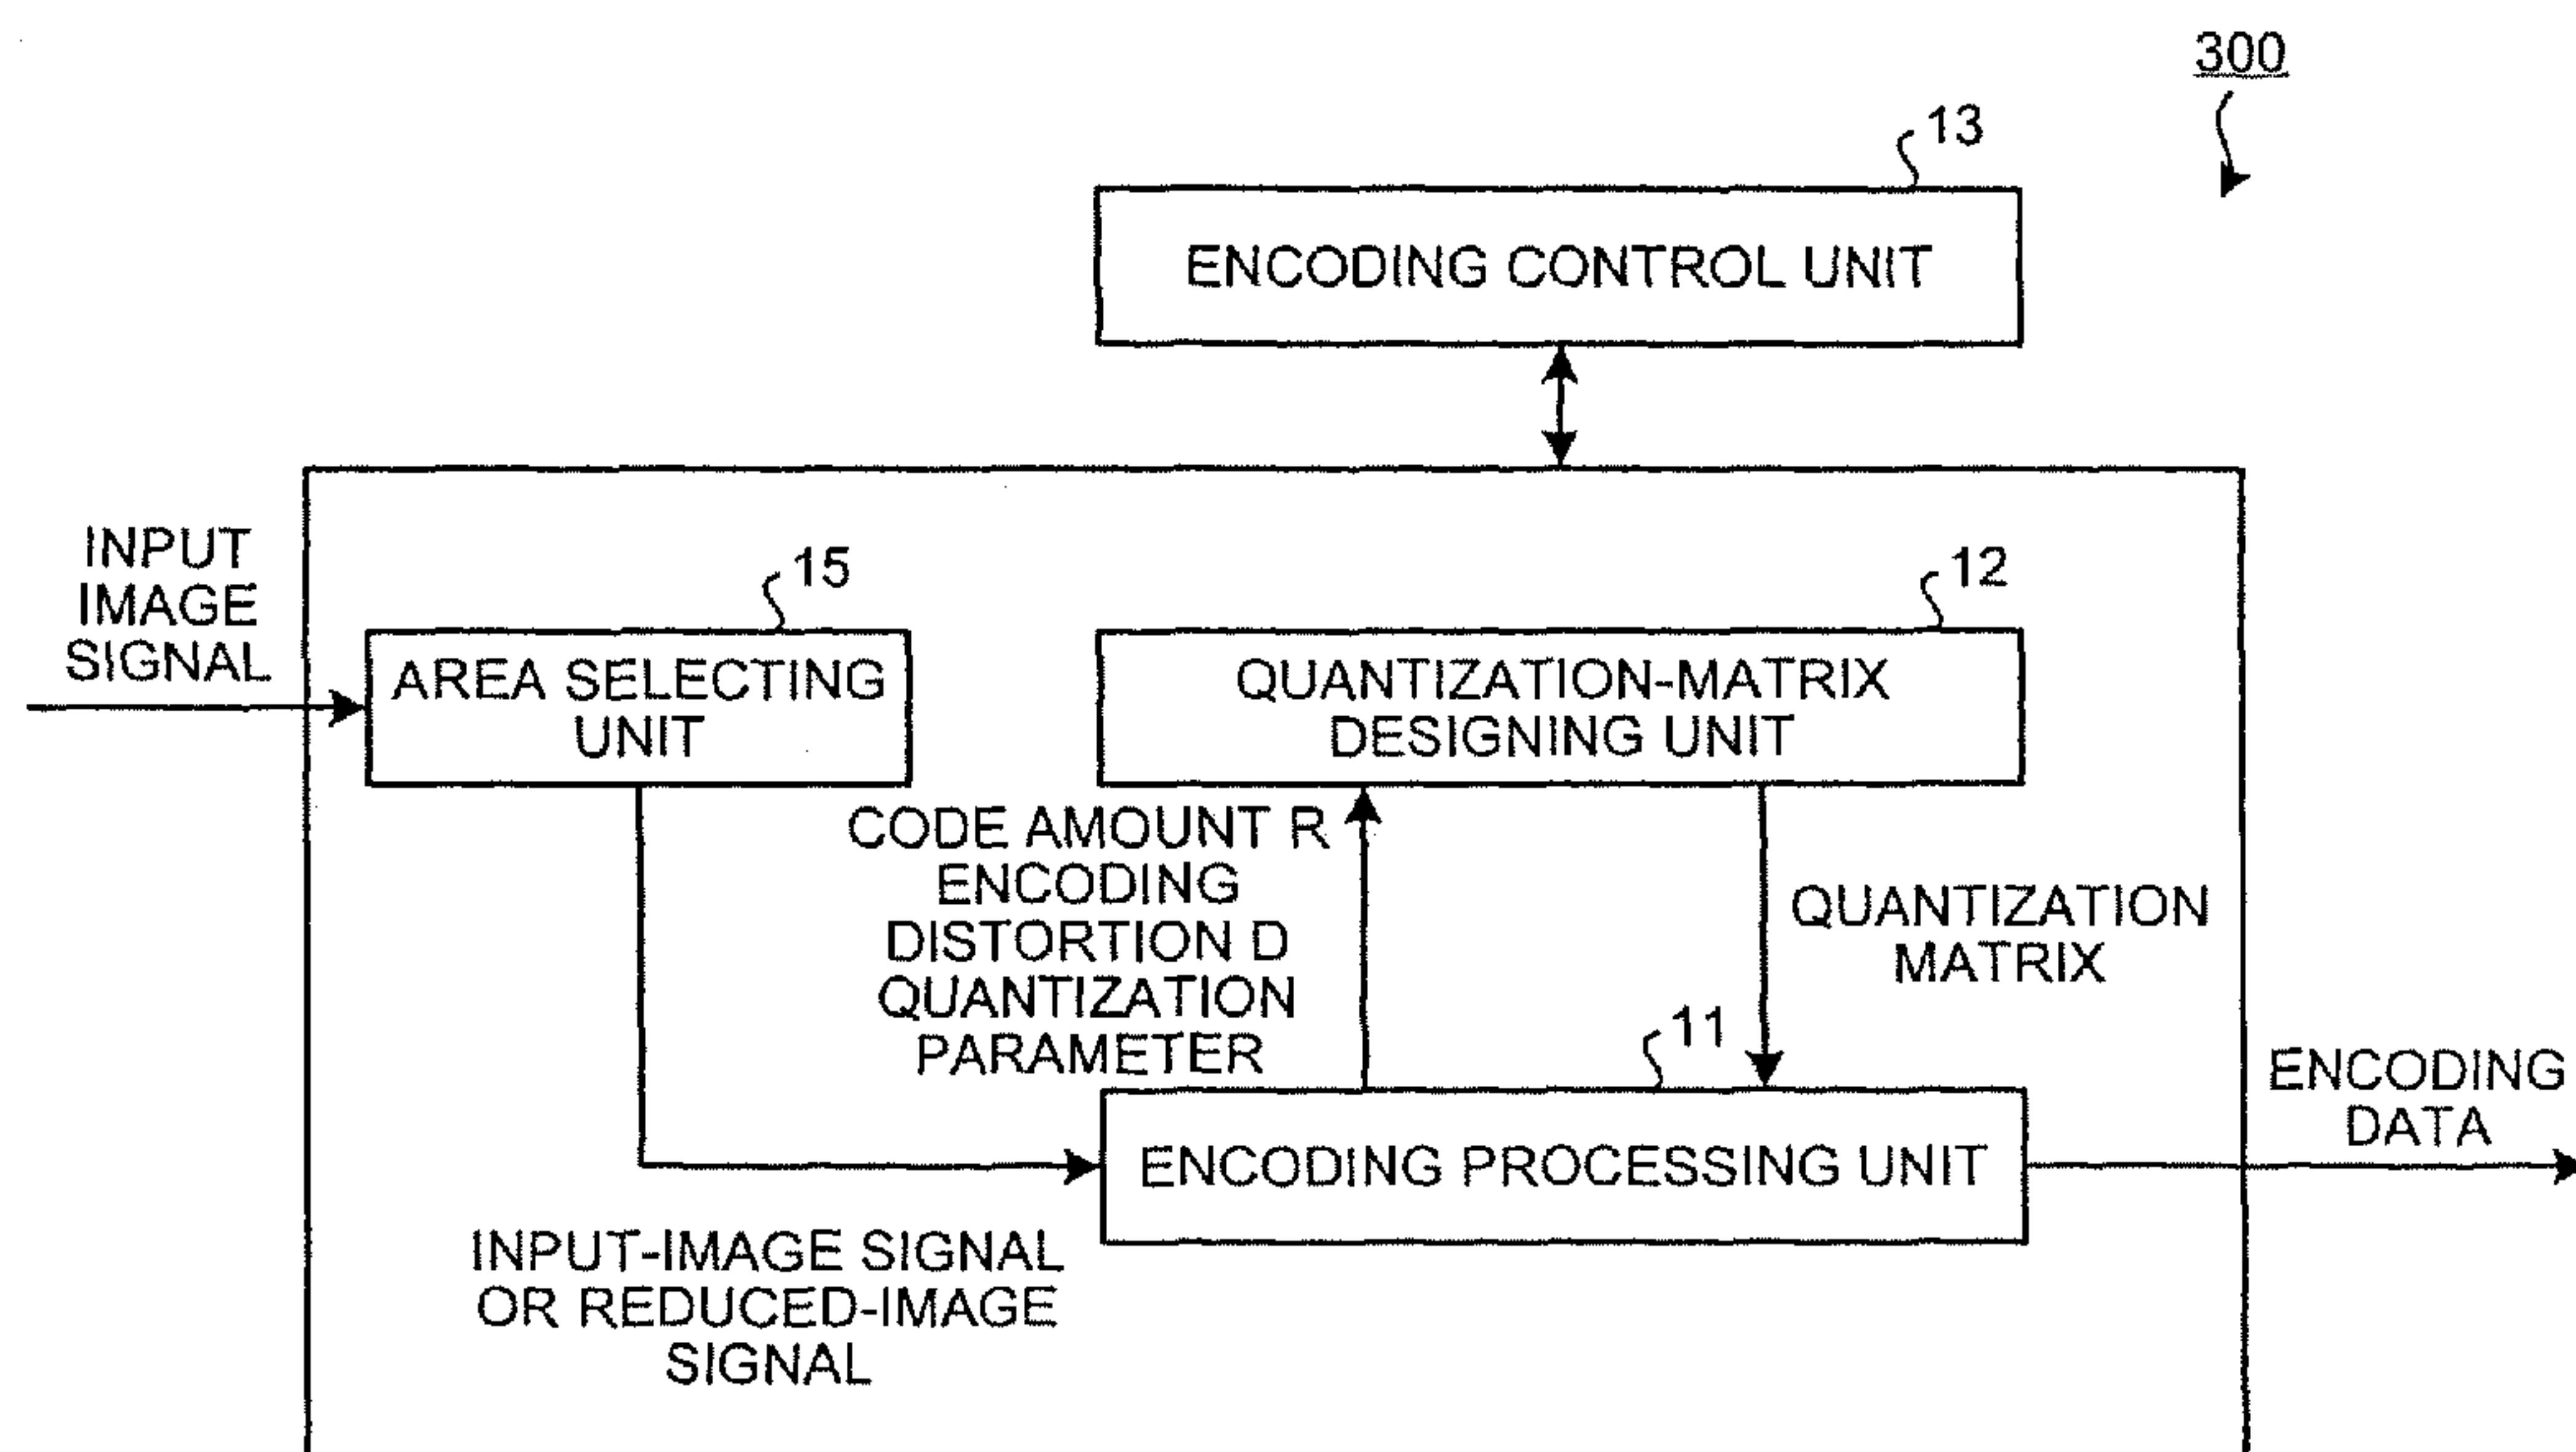 300
13
ENCODING CONTROL UNIT
INPUT
IMAGE
SIGNAL
15
AREA SELECTING
UNIT
12
QUANTIZATION-MATRIX
DESIGNING UNIT
CODE AMOUNT R
ENCODING
DISTORTION D
QUANTIZATION
PARAMETER
QUANTIZATION
MATRIX
11
ENCODING PROCESSING UNIT
ENCODING
DATA
INPUT-IMAGE SIGNAL
OR REDUCED-IMAGE
SIGNAL